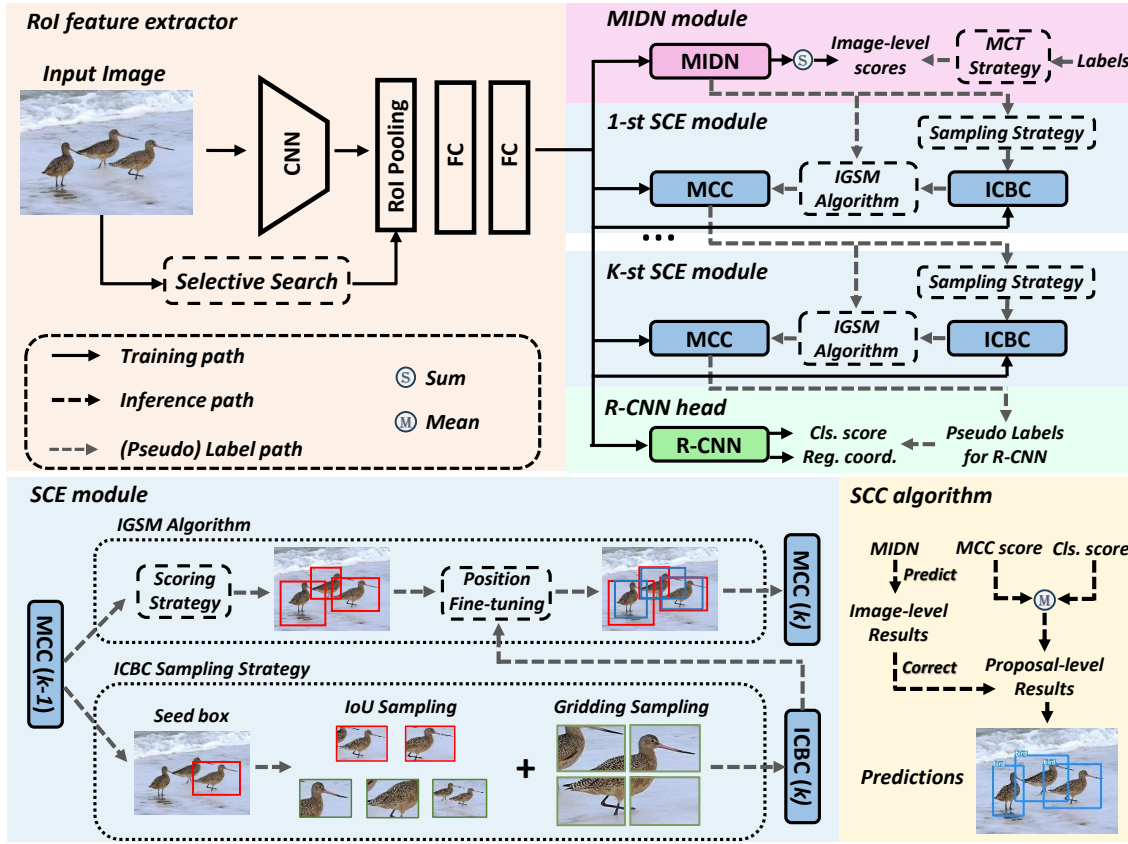 RoI feature extractor
Input Image
CNN
RoI Pooling
FC
FC
Selective Search
Training path
Inference path
(Pseudo) Label path
S
Sum
M
Mean
MIDN module
MIDN
S
Image-level
scores
MCT
Strategy
Labels
1-st SCE module
Sampling Strategy
MCC
IGSM
Algorithm
ICBC
...
K-st SCE module
Sampling Strategy
MCC
IGSM
Algorithm
ICBC
R-CNN head
R-CNN
Cls. score
Reg. coord.
Pseudo Labels
for R-CNN
SCE module
IGSM Algorithm
MCC (k-1)
Scoring
Strategy
Position
Fine-tuning
MCC (k)
ICBC Sampling Strategy
Seed box
IoU Sampling
+
Gridding Sampling
ICBC (k)
SCC algorithm
MIDN
MCC score
Cls. score
Predict
M
Image-level
Results
Correct
Proposal-level
Results
Predictions